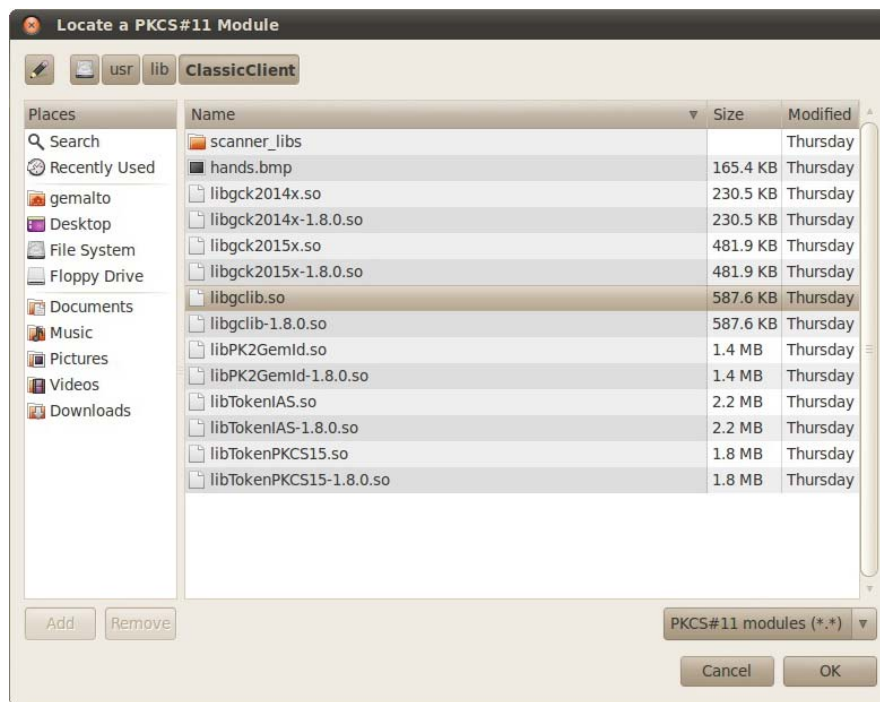 Locate a PKCS#11 Module
usr lib ClassicClient
Places
Search
Recently Used
gemalto
Desktop
File System
Floppy Drive
Documents
Music
Pictures
Videos
Downloads
Name Size Modified
scanner_libs Thursday
hands.bmp 165.4 KB Thursday
libgck2014x.so 230.5 KB Thursday
libgck2014x-1.8.0.so 230.5 KB Thursday
libgck2015x.so 481.9 KB Thursday
libgck2015x-1.8.0.so 481.9 KB Thursday
libgclib.so 587.6 KB Thursday
libgclib-1.8.0.so 587.6 KB Thursday
libPK2GemId.so 1.4 MB Thursday
libPK2GemId-1.8.0.so 1.4 MB Thursday
libTokenIAS.so 2.2 MB Thursday
libTokenIAS-1.8.0.so 2.2 MB Thursday
libTokenPKCS15.so 1.8 MB Thursday
libTokenPKCS15-1.8.0.so 1.8 MB Thursday
Add Remove
PKCS#11 modules (*.*)
Cancel OK